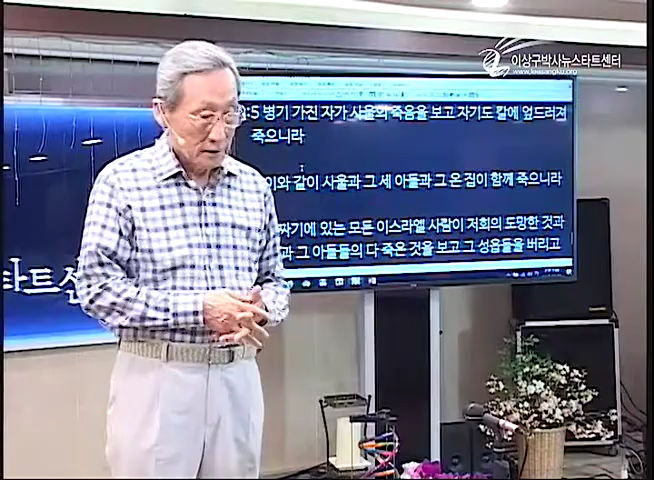 이상구박사뉴스타트센터
www.leesangku.org
:5 병기 가진 자가 사울의 죽음을 보고 자기도 칼에 엎드러져
죽으니라
이와 같이 사울과 그 세 아들과 그 온 집이 함께 죽으니라
짜기에 있는 모든 이스라엘 사람이 저희의 도망한 것과
과 그 아들들의 다 죽은 것을 보고 그 성읍들을 버리고
스타트센